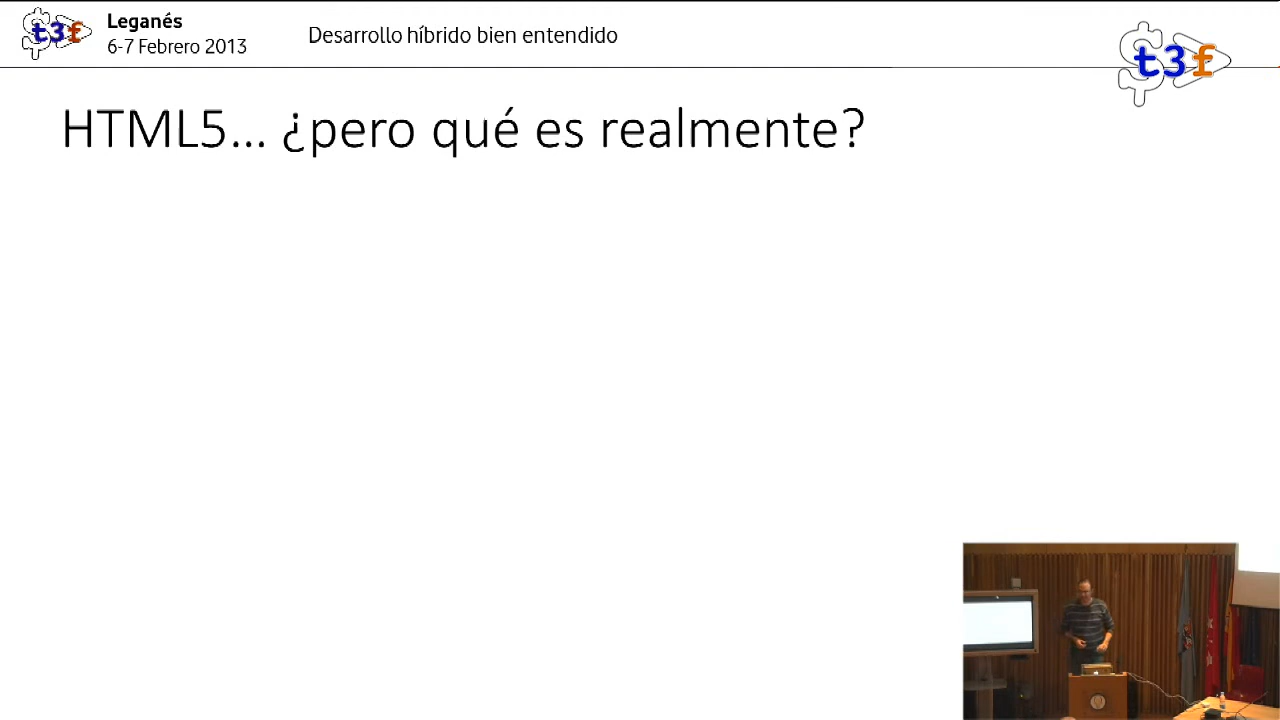 t3f
Leganés
6-7 Febrero 2013
Desarrollo híbrido bien entendido
t3f
HTML5... ¿pero qué es realmente?